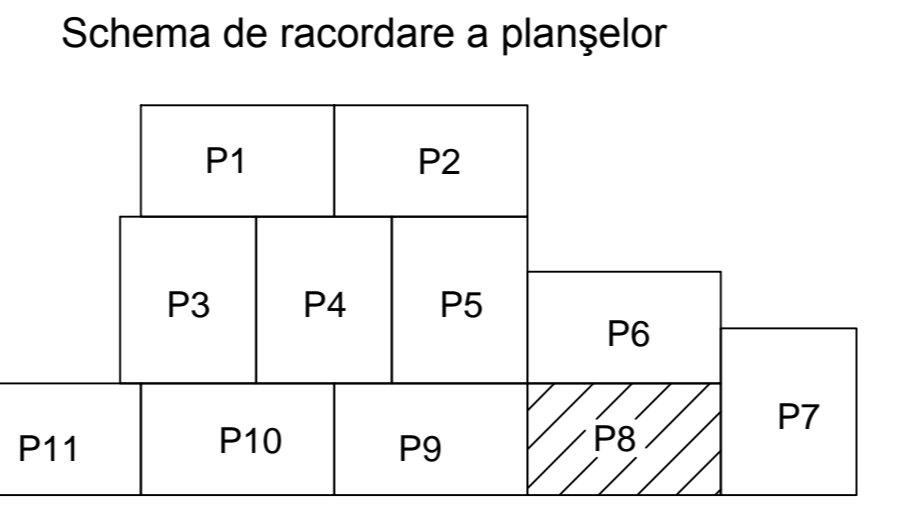 Schema de racordare a planşelor
P1 P2
P3 P4 P5
P6
P7
P11 P10 P9 P8